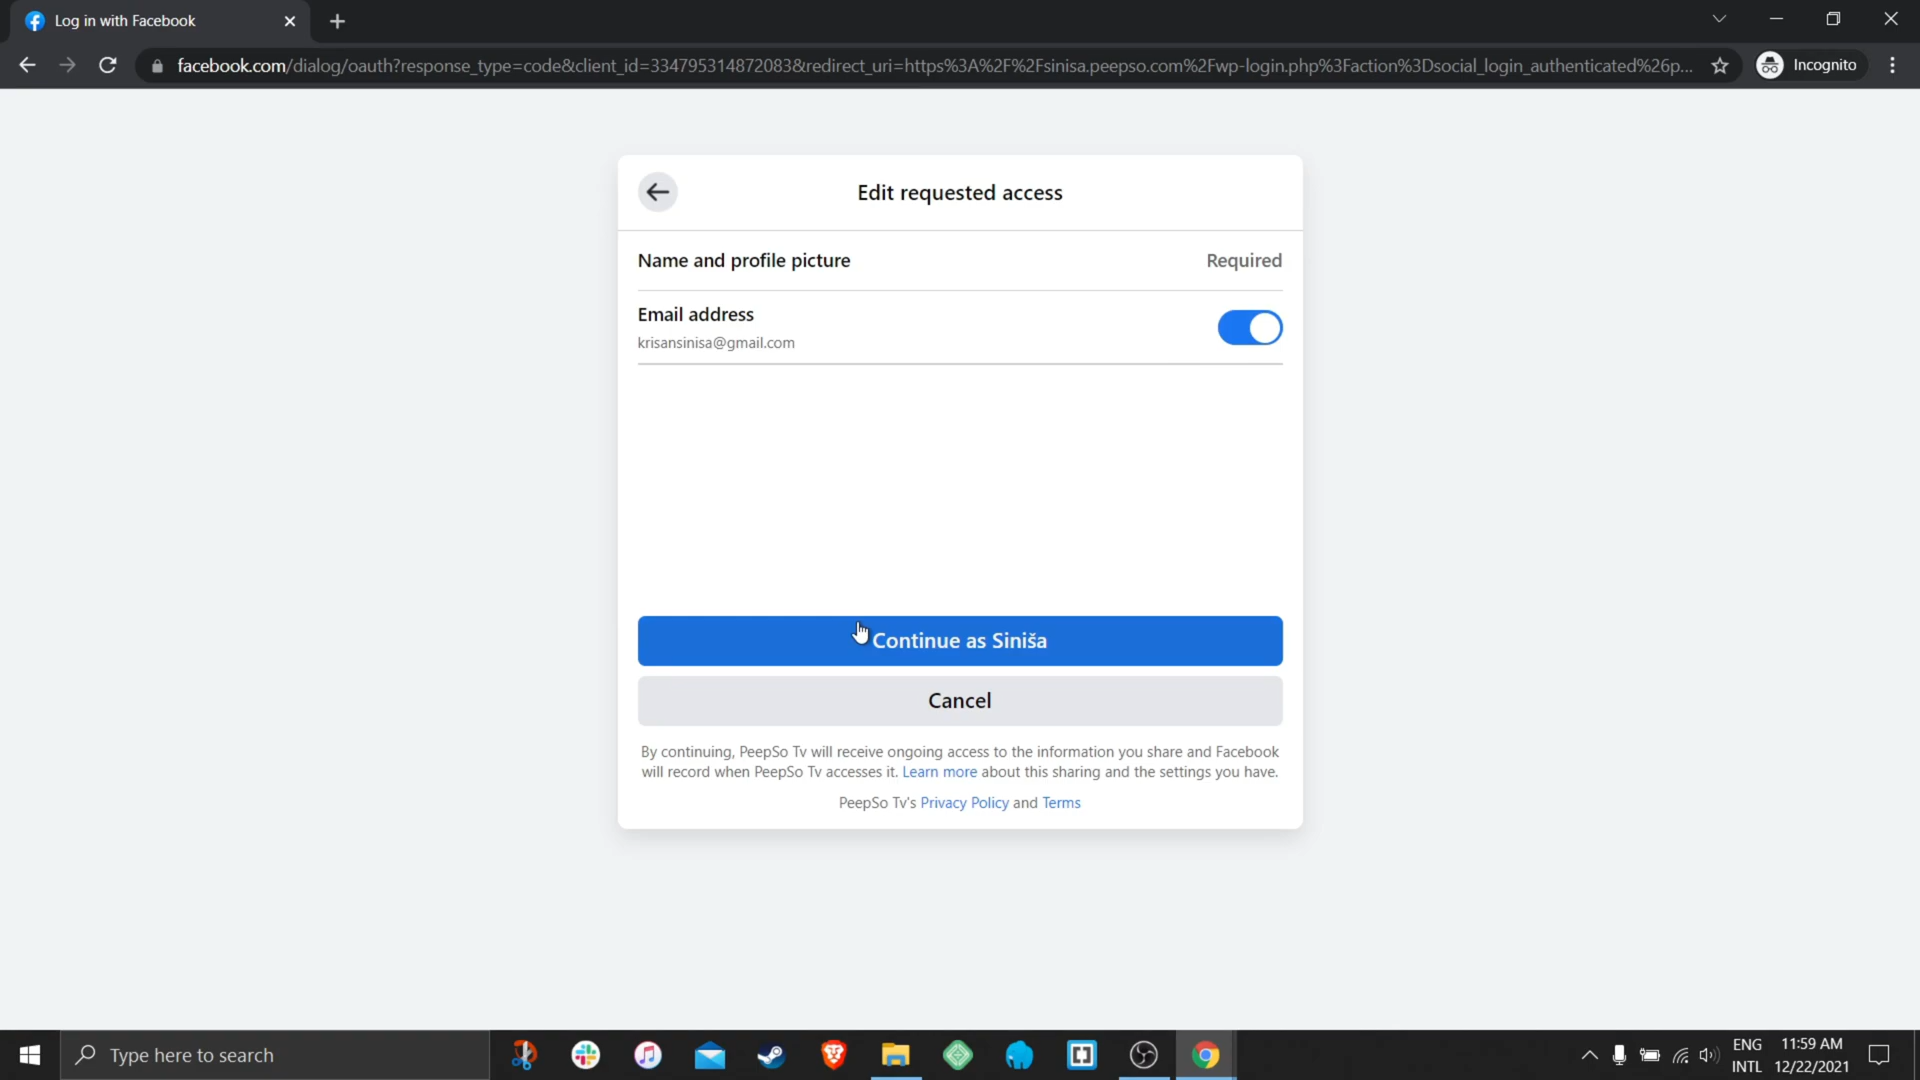 Log in with Facebook
facebook.com/dialog/oauth?response_type=code&client_id=334795314872083&redirect_uri=https%3A%2F%2Fsinisa.peepso.com%2Fwp-login.php%3Faction%3Dsocial_login_authenticated%26p...
Incognito
Edit requested access
Name and profile picture
Required
Email address
krisansinisa@gmail.com
Continue as Siniša
Cancel
By continuing, PeepSo Tv will receive ongoing access to the information you share and Facebook
will record when PeepSo Tv accesses it. Learn more about this sharing and the settings you have.
PeepSo Tv's Privacy Policy and Terms
Type here to search
ENG
INTL
11:59 AM
12/22/2021